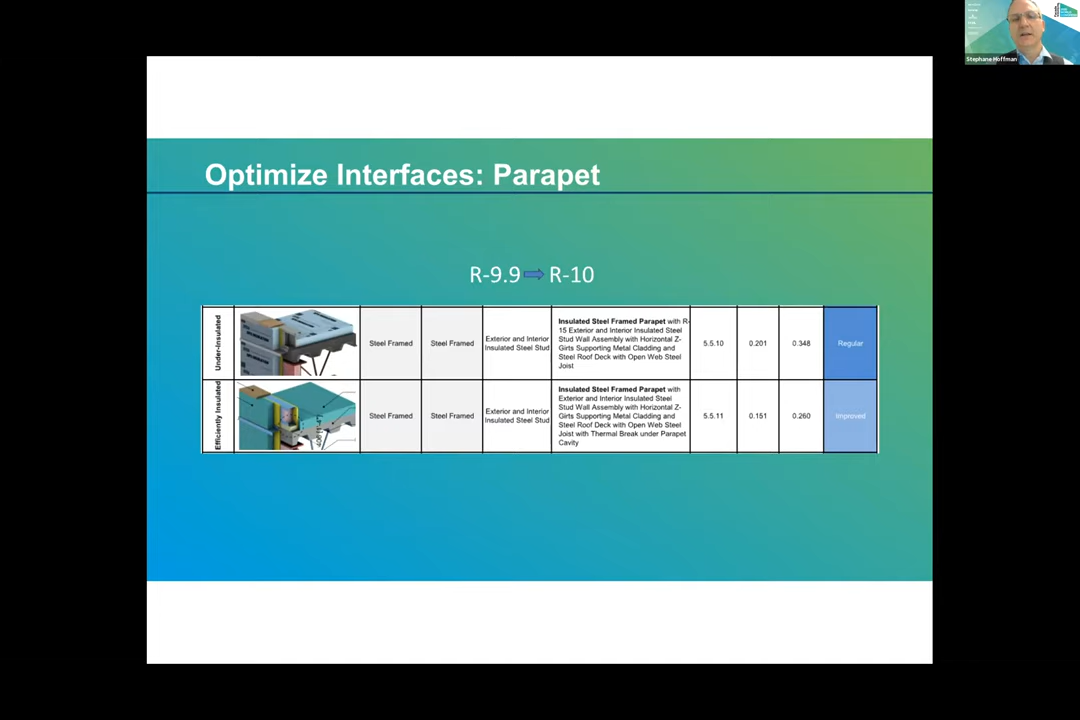 Stephane Hoffman
Optimize Interfaces: Parapet
R-9.9 R-10
Under-Insulated
Steel Framed
Steel Framed
Exterior and Interior
Insulated Steel Stud
Insulated Steel Framed Parapet with R-
15 Exterior and Interior Insulated Steel
Stud Wall Assembly with Horizontal Z-
Girts Supporting Metal Cladding and
Steel Roof Deck with Open Web Steel
Joist
5.5.10
0.201
0.348
Regular
Efficiently Insulated
Steel Framed
Steel Framed
Exterior and Interior
Insulated Steel Stud
Insulated Steel Framed Parapet with
Exterior and Interior Insulated Steel
Stud Wall Assembly with Horizontal Z-
Girts Supporting Metal Cladding and
Steel Roof Deck with Open Web Steel
Joist with Thermal Break under Parapet
Cavity
5.5.11
0.151
0.260
Improved